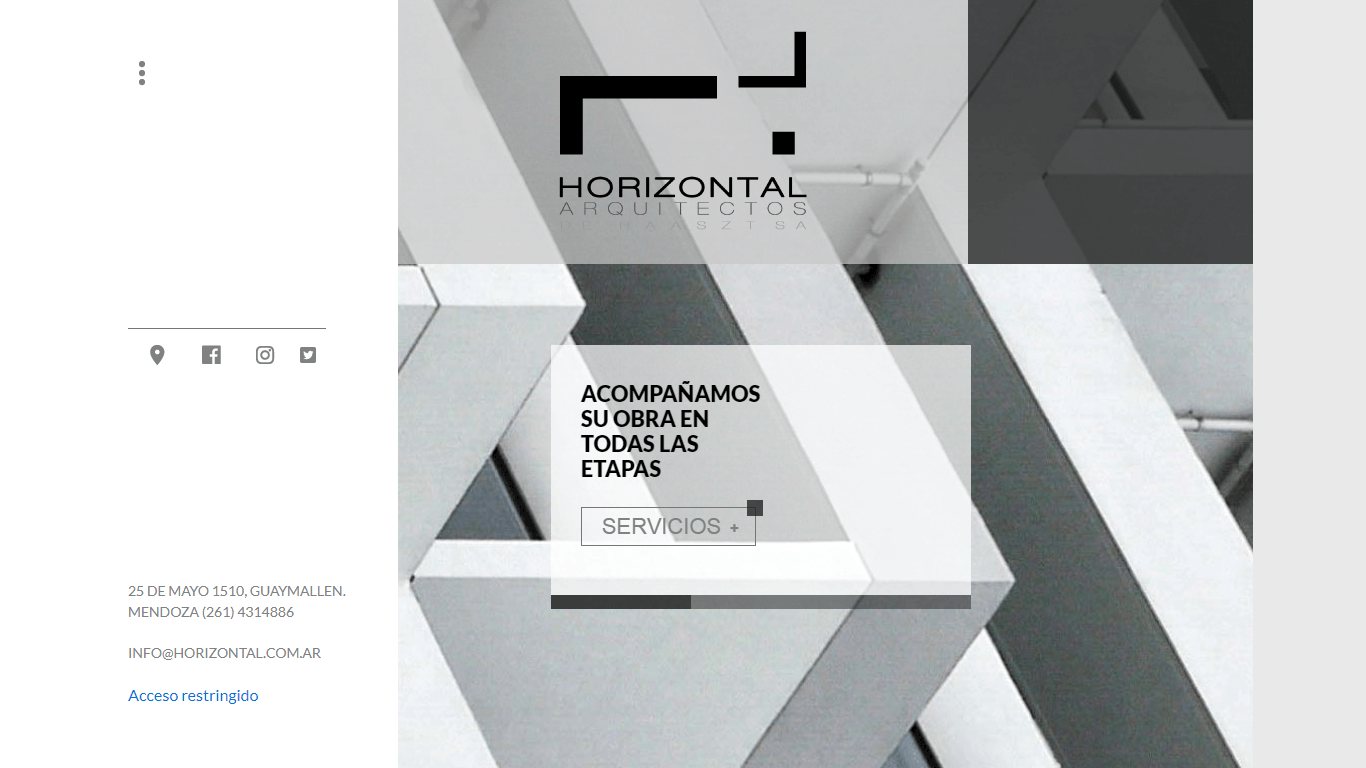 HORIZONTAL
ARQUITECTOS
ACOMPAÑAMOS
SU OBRA EN
TODAS LAS
ETAPAS
SERVICIOS +
25 DE MAYO 1510, GUAYMALLEN.
MENDOZA (261) 4314886
INFO@HORIZONTAL.COM.AR
Acceso restringido